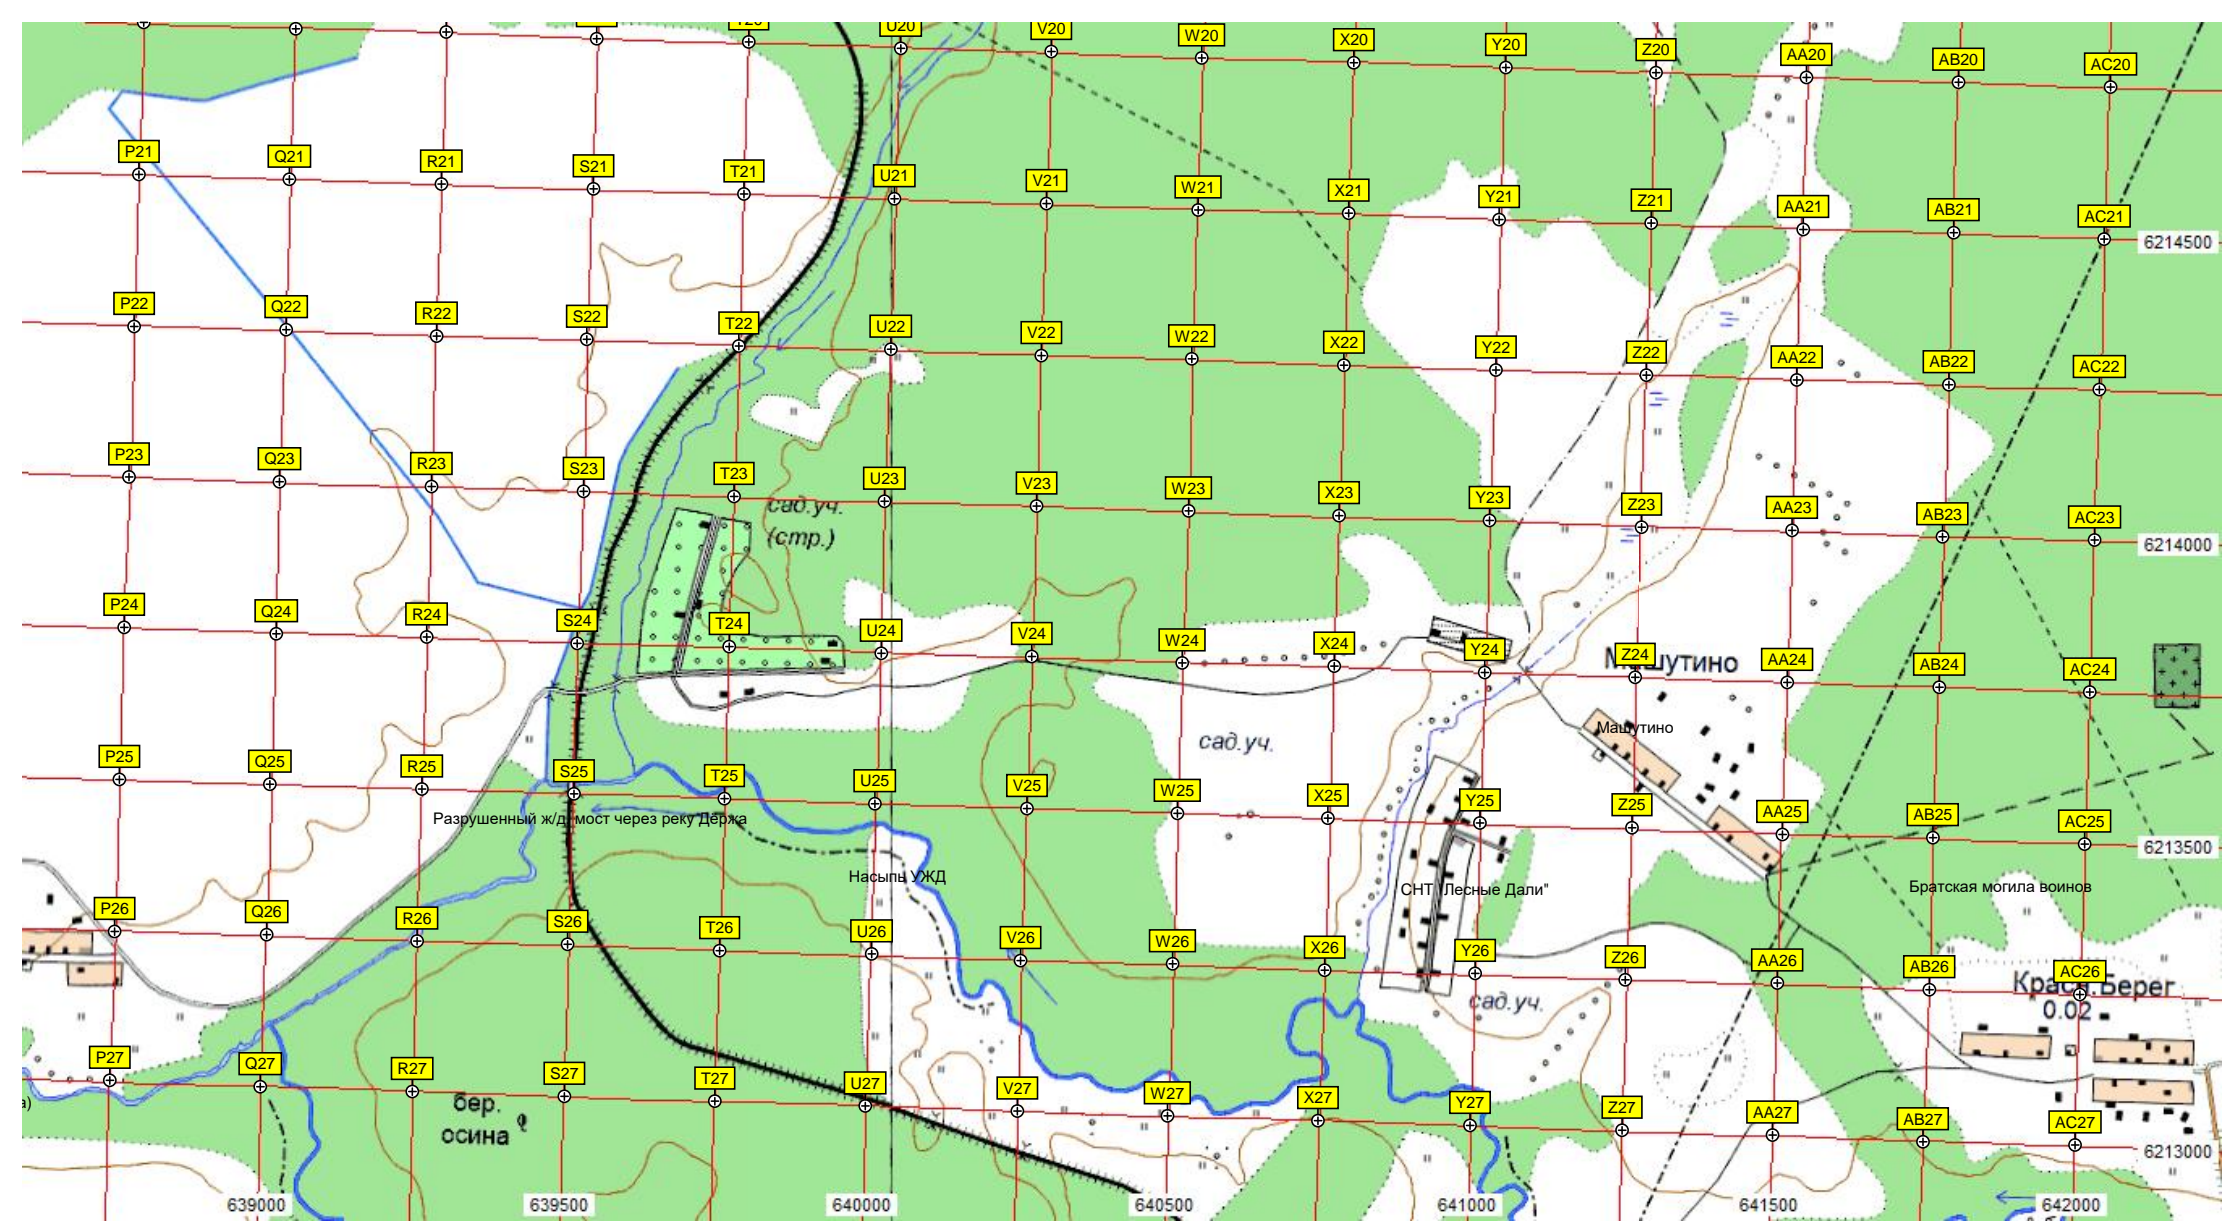 U20 V20 W20 X20 Y20 Z20 AA20 AB20 AC20
P21 Q21 R21 S21 T21 U21 V21 W21 X21 Y21 Z21 AA21 AB21 AC21
6214500
P22 Q22 R22 S22 T22 U22 V22 W22 X22 Y22 Z22 AA22 AB22 AC22
P23 Q23 R23 S23 T23 U23 V23 W23 X23 Y23 Z23 AA23 AB23 AC23
сад.уч.
(стр.)
6214000
P24 Q24 R24 S24 T24 U24 V24 W24 X24 Y24 Z24 AA24 AB24 AC24
Машутино
Машутино
сад.уч.
P25 Q25 R25 S25 T25 U25 V25 W25 X25 Y25 Z25 AA25 AB25 AC25
Разрушенный ж/д. мост через реку Держа
6213500
Насыпь УЖД
СНТ "Лесные Дали"
Братская могила воинов
P26 Q26 R26 S26 T26 U26 V26 W26 X26 Y26 Z26 AA26 AB26 AC26
Красн.Берег
0.02
сад.уч.
P27 Q27 R27 S27 T27 U27 V27 W27 X27 Y27 Z27 AA27 AB27 AC27
а)
бер.
осина
6213000
639000 639500 640000 640500 641000 641500 642000